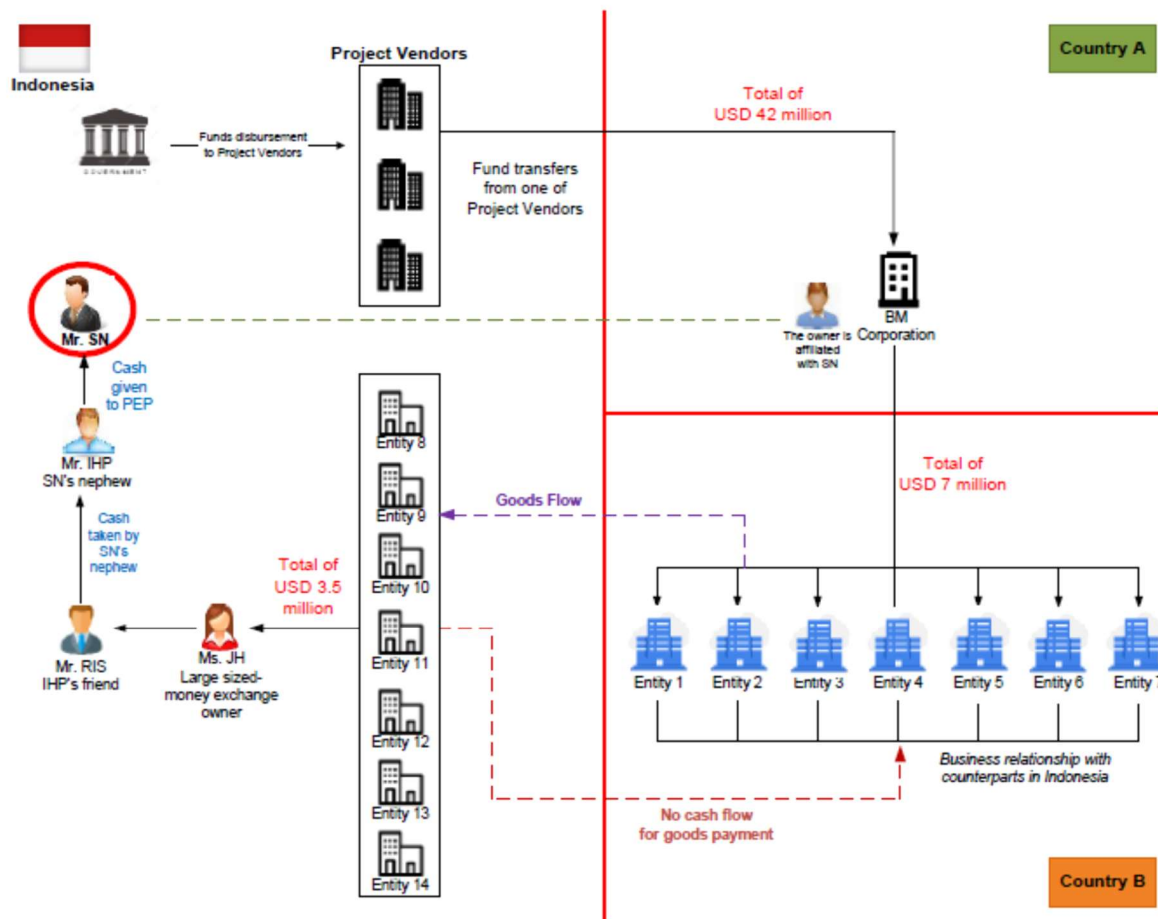 Indonesia
GOVERNMENT
Funds disbursement
to Project Vendors
Project Vendors
Total of
USD 42 million
Country A
Fund transfers
from one of
Project Vendors
Mr. SN
The owner is
affiliated
with SN
BM
Corporation
Cash
given
to PEP
Mr. IHP
SN's nephew
Cash
taken by
SN's
nephew
Mr. RIS
IHP's friend
Ms. JH
Large sized-
money exchange
owner
Total of
USD 3.5
million
Entity 8
Entity 9
Entity 10
Entity 11
Entity 12
Entity 13
Entity 14
Goods Flow
Total of
USD 7 million
Entity 1
Entity 2
Entity 3
Entity 4
Entity 5
Entity 6
Entity 7
Business relationship with
counterparts in Indonesia
No cash flow
for goods payment
Country B